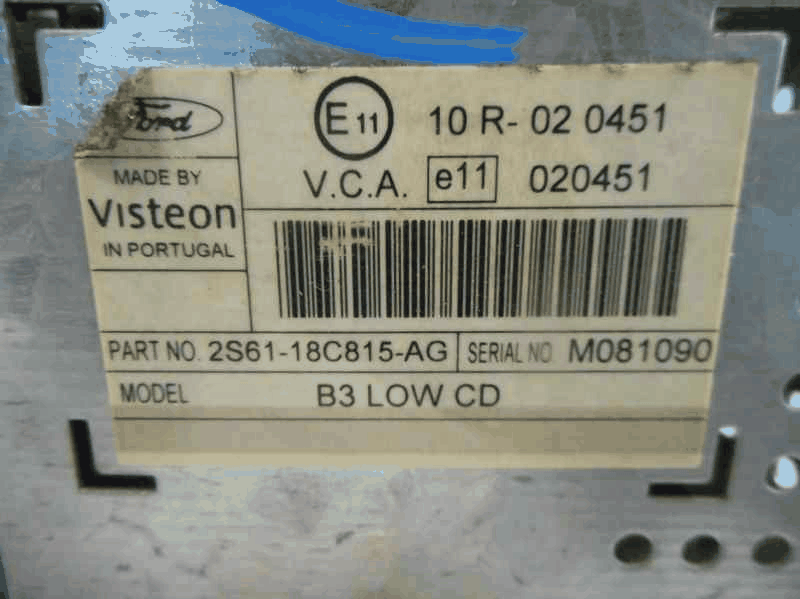 Ford
E 11
10 R- 02 0451
V.C.A.
e11
020451
MADE BY
Visteon
IN PORTUGAL
PART NO. 2S61-18C815-AG
SERIAL NO M081090
MODEL B3 LOW CD